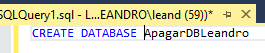 SQLQuery1.sql - L...EANDRO\leand (59))*
CREATE DATABASE ApagarDBLeandro